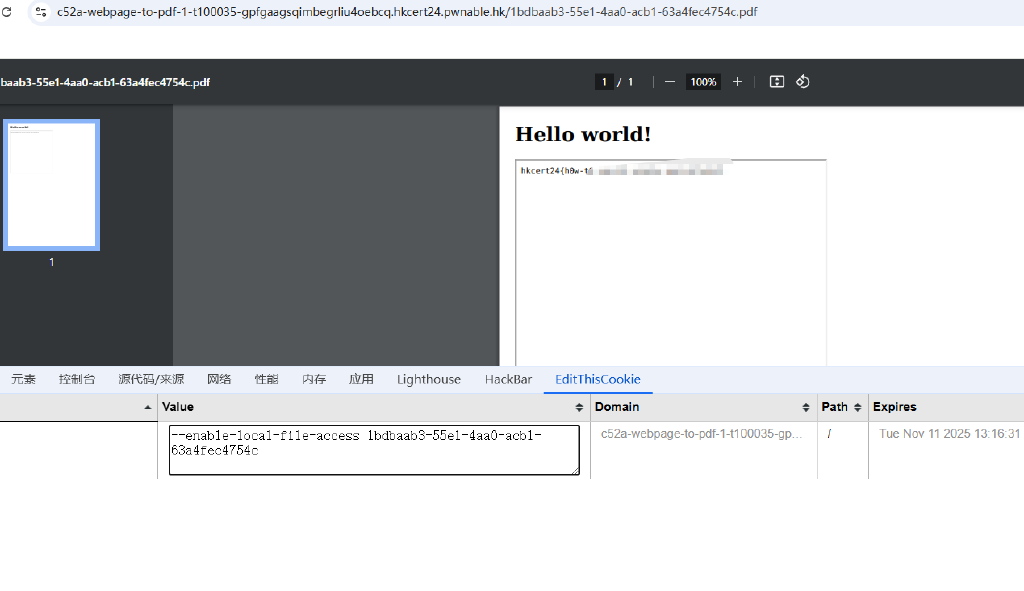 c52a-webpage-to-pdf-1-t100035-gpfgaagsqimbegrliu4oebcq.hkcert24.pwnable.hk/1bdbaab3-55e1-4aa0-acb1-63a4fec4754c.pdf
baab3-55e1-4aa0-acb1-63a4fec4754c.pdf
1 / 1
100%
Hello world!
hkcert24{h0w-t
1
元素 控制台 源代码/来源 网络 性能 内存 应用 Lighthouse HackBar EditThisCookie
Value Domain Path Expires
--enable-local-file-access 1bdbaab3-55e1-4aa0-acb1-
63a4fec4754c
c52a-webpage-to-pdf-1-t100035-gp... / Tue Nov 11 2025 13:16:31